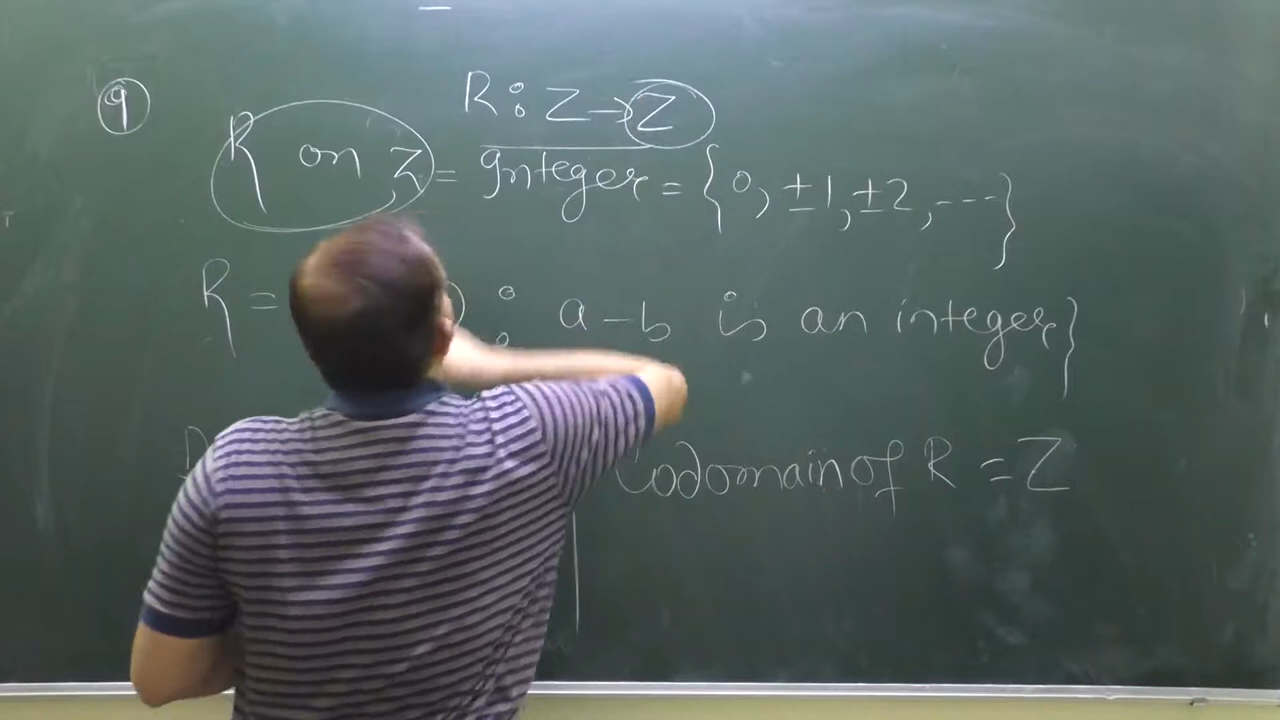 9
R : Z → Z
R on Z = Integer = {0, ±1, ±2, ---}
R = ) : a - b is an integer}
D
Codomain of R = Z